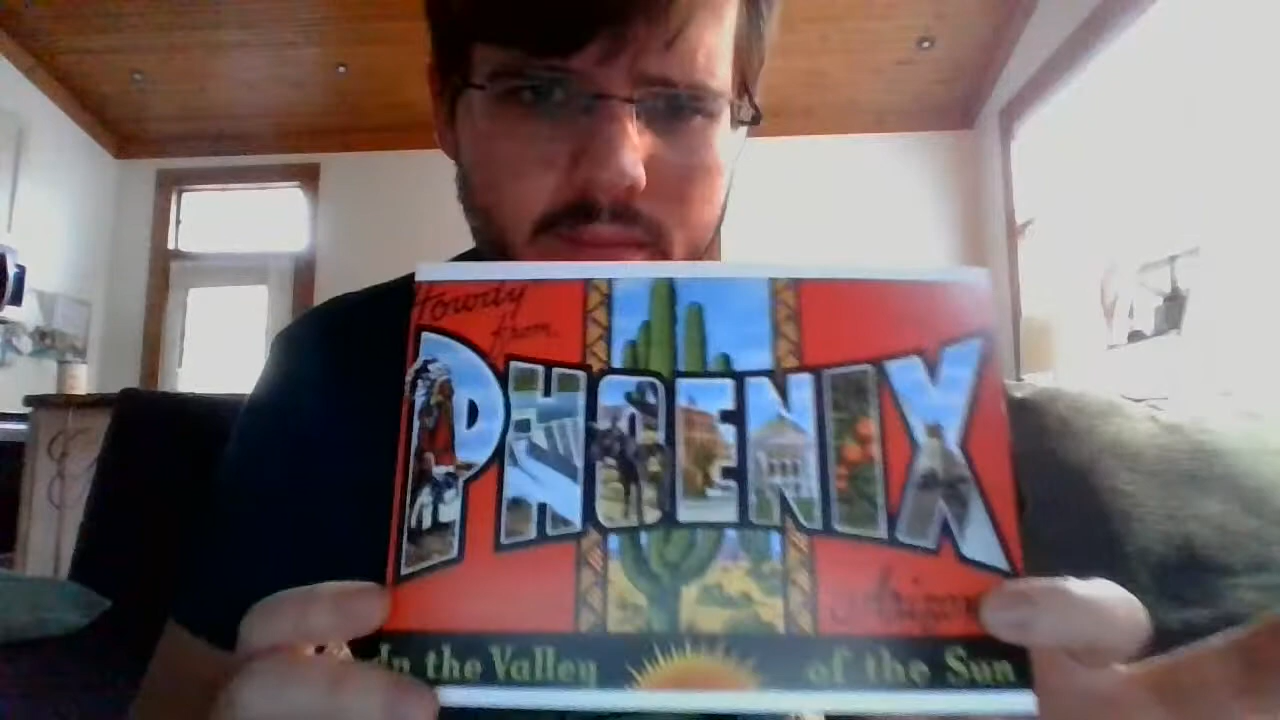 Howdy
from
PHOENIX
Arizona
In the Valley of the Sun